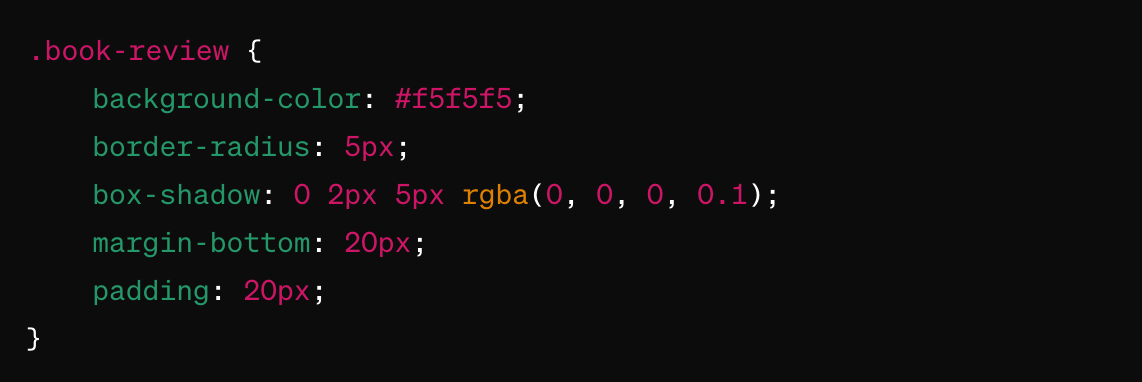 .book-review {
    background-color: #f5f5f5;
    border-radius: 5px;
    box-shadow: 0 2px 5px rgba(0, 0, 0, 0.1);
    margin-bottom: 20px;
    padding: 20px;
}